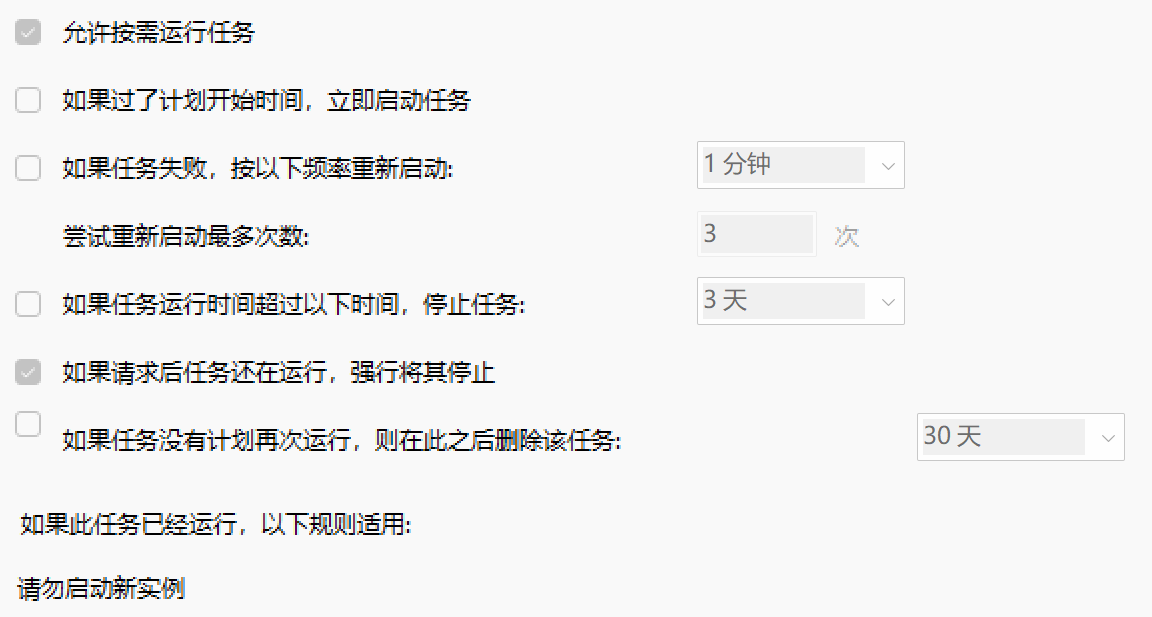 允许按需运行任务
如果过了计划开始时间，立即启动任务
如果任务失败，按以下频率重新启动: 1 分钟
尝试重新启动最多次数: 3 次
如果任务运行时间超过以下时间，停止任务: 3 天
如果请求后任务还在运行，强行将其停止
如果任务没有计划再次运行，则在此之后删除该任务: 30 天
如果此任务已经运行，以下规则适用:
请勿启动新实例